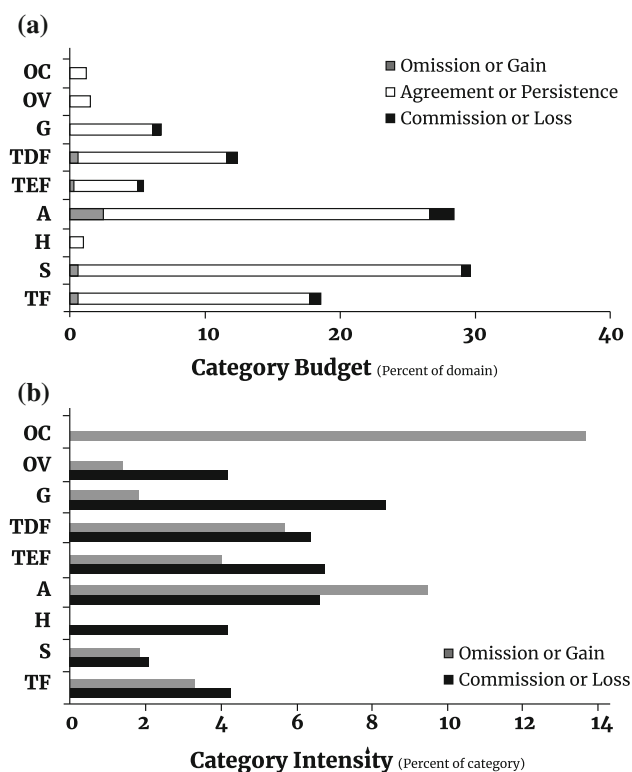 (a)
OC
OV
G
TDF
TEF
A
H
S
TF
Omission or Gain
Agreement or Persistence
Commission or Loss
0 10 20 30 40
Category Budget (Percent of domain)
(b)
OC
OV
G
TDF
TEF
A
H
S
TF
Omission or Gain
Commission or Loss
0 2 4 6 8 10 12 14
Category Intensity (Percent of category)